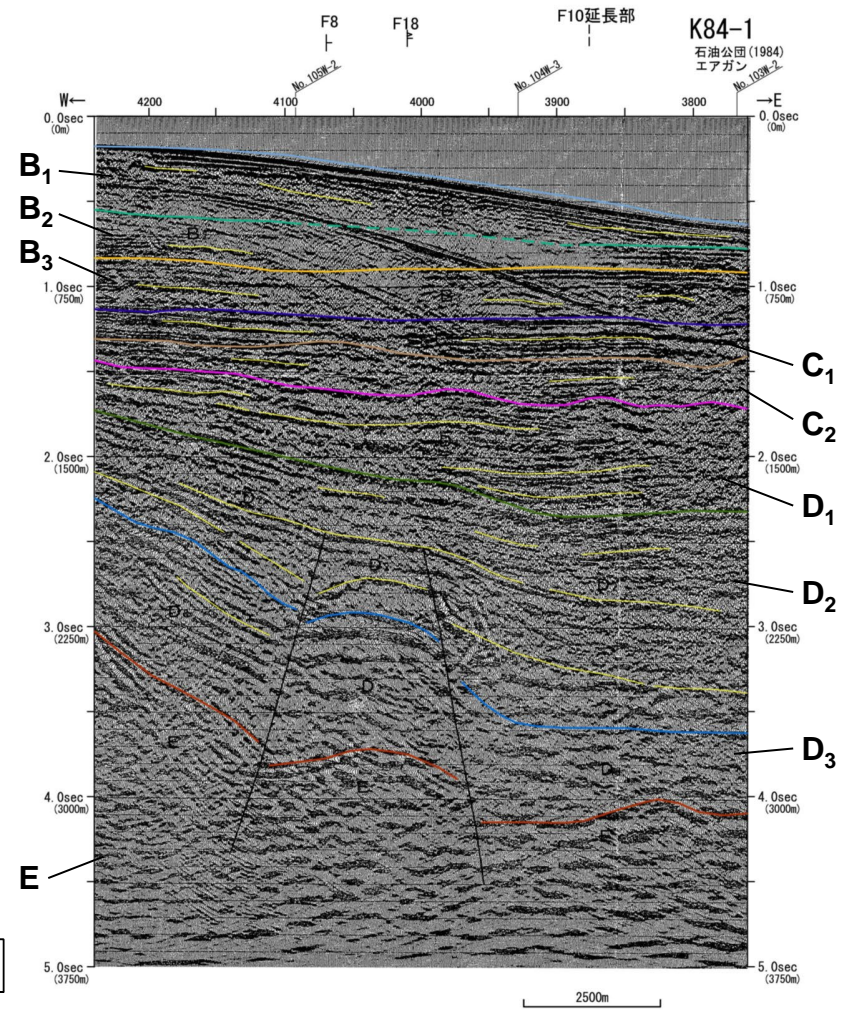 F8
F18
F10延長部
K84-1
石油公団(1984)
エアガン
No.105W-2
No.104W-3
No.103W-2
W←
4200
4100
4000
3900
3800
→E
0.0sec
(0m)
0.0sec
(0m)
B1
B2
B3
1.0sec
(750m)
1.0sec
(750m)
C1
C2
2.0sec
(1500m)
2.0sec
(1500m)
D1
D2
3.0sec
(2250m)
3.0sec
(2250m)
D3
4.0sec
(3000m)
4.0sec
(3000m)
E
5.0sec
(3750m)
5.0sec
(3750m)
2500m